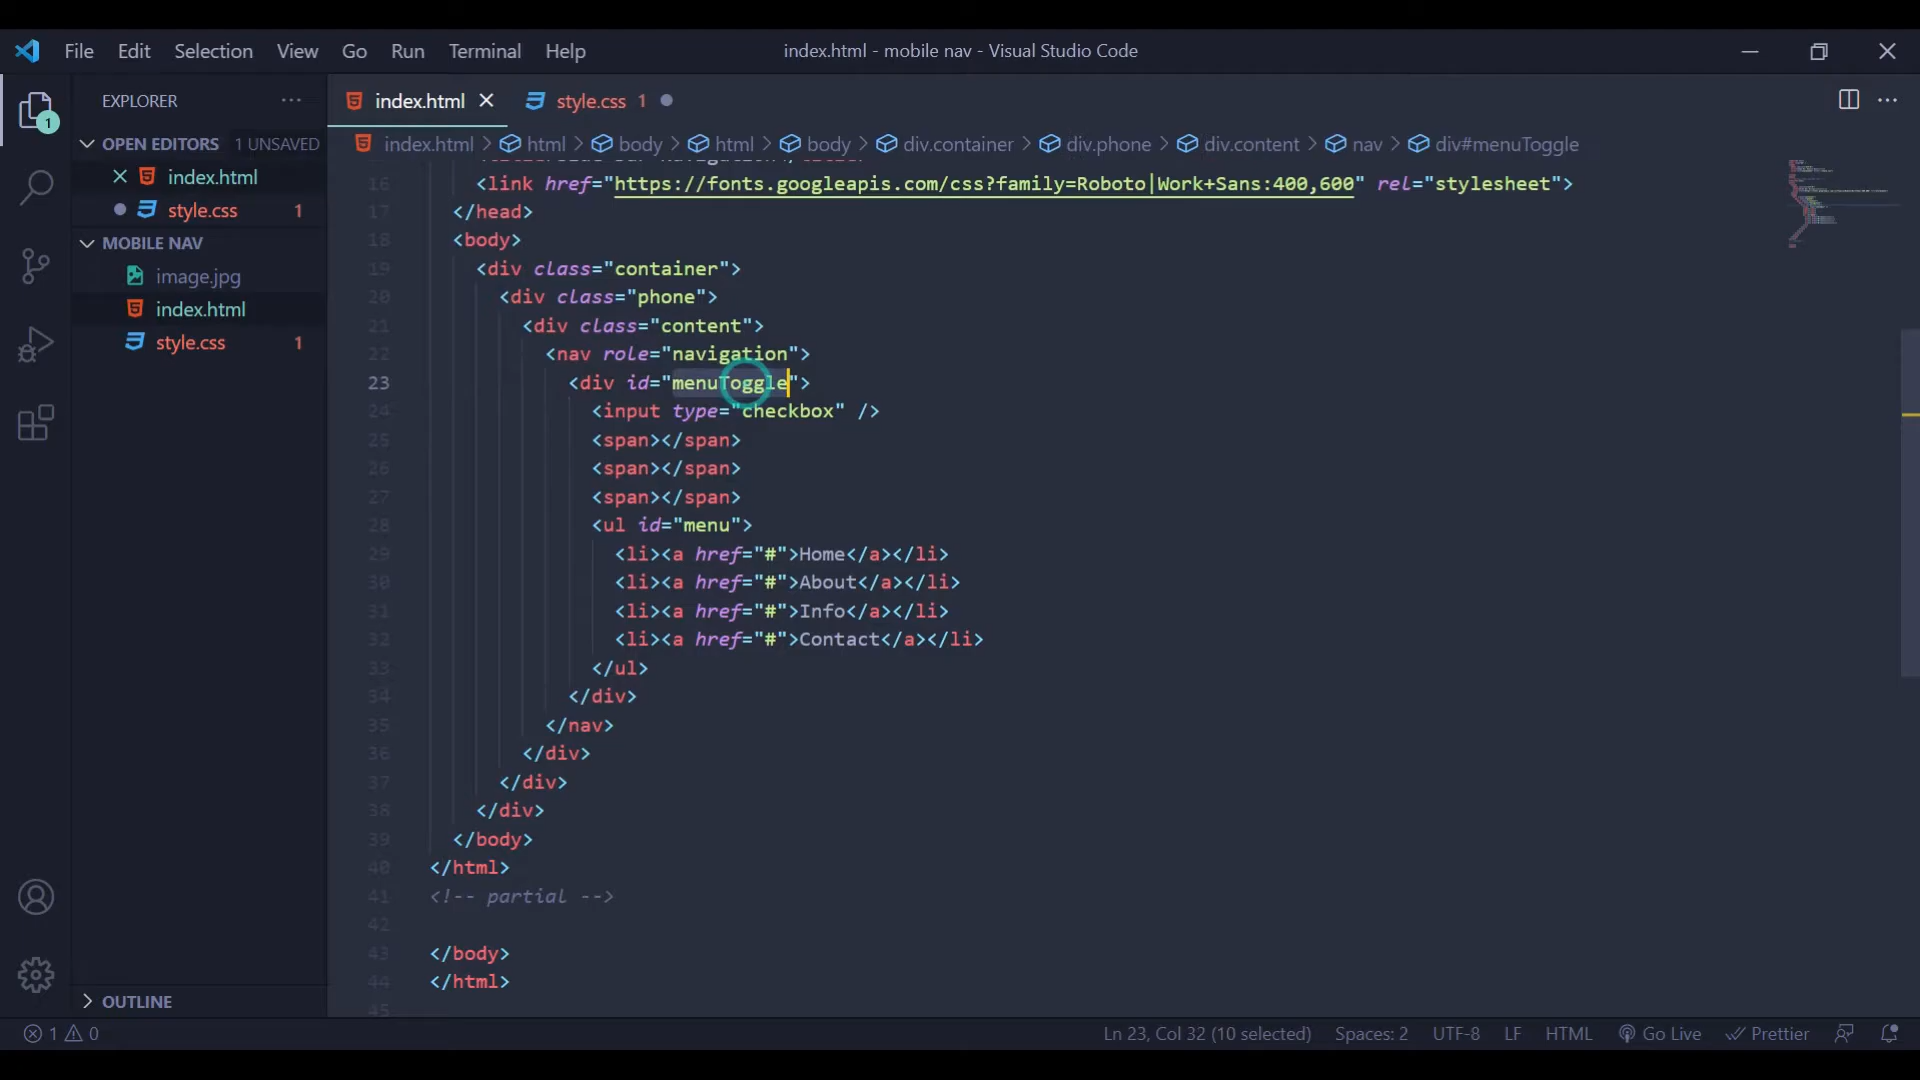 File Edit Selection View Go Run Terminal Help
index.html - mobile nav - Visual Studio Code
EXPLORER
1
OPEN EDITORS 1 UNSAVED
index.html
style.css 1
MOBILE NAV
image.jpg
index.html
style.css 1
OUTLINE
index.html style.css 1
index.html > html > body > html > body > div.container > div.phone > div.content > nav > div#menuToggle
16 <link href="https://fonts.googleapis.com/css?family=Roboto|Work+Sans:400,600" rel="stylesheet">
17 </head>
18 <body>
19 <div class="container">
20 <div class="phone">
21 <div class="content">
22 <nav role="navigation">
23 <div id="menuToggle">
24 <input type="checkbox" />
25 <span></span>
26 <span></span>
27 <span></span>
28 <ul id="menu">
29 <li><a href="#">Home</a></li>
30 <li><a href="#">About</a></li>
31 <li><a href="#">Info</a></li>
32 <li><a href="#">Contact</a></li>
33 </ul>
34 </div>
35 </nav>
36 </div>
37 </div>
38 </div>
39 </body>
40 </html>
41 <!-- partial -->
42
43 </body>
44 </html>
45
1 0
Ln 23, Col 32 (10 selected) Spaces: 2 UTF-8 LF HTML Go Live Prettier